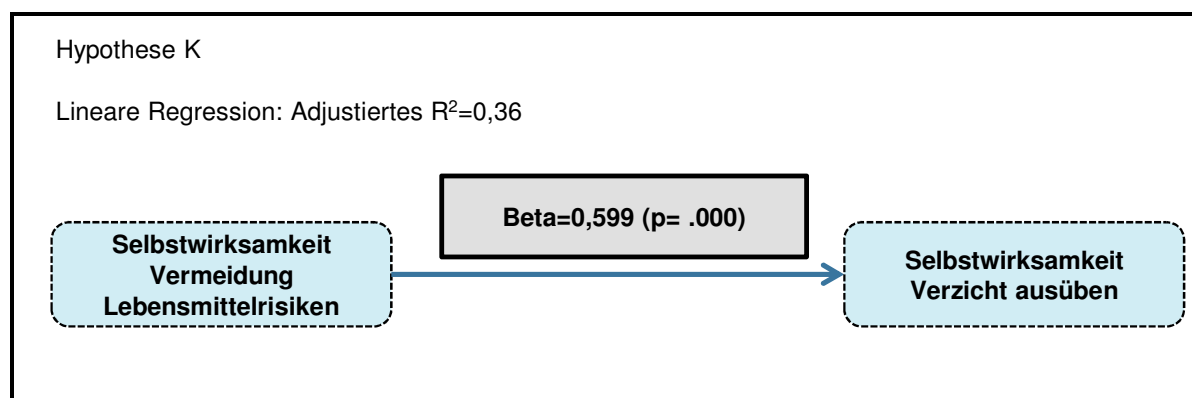 Hypothese K
Lineare Regression: Adjustiertes R²=0,36
Beta=0,599 (p= .000)
Selbstwirksamkeit
Vermeidung
Lebensmittelrisiken
Selbstwirksamkeit
Verzicht ausüben